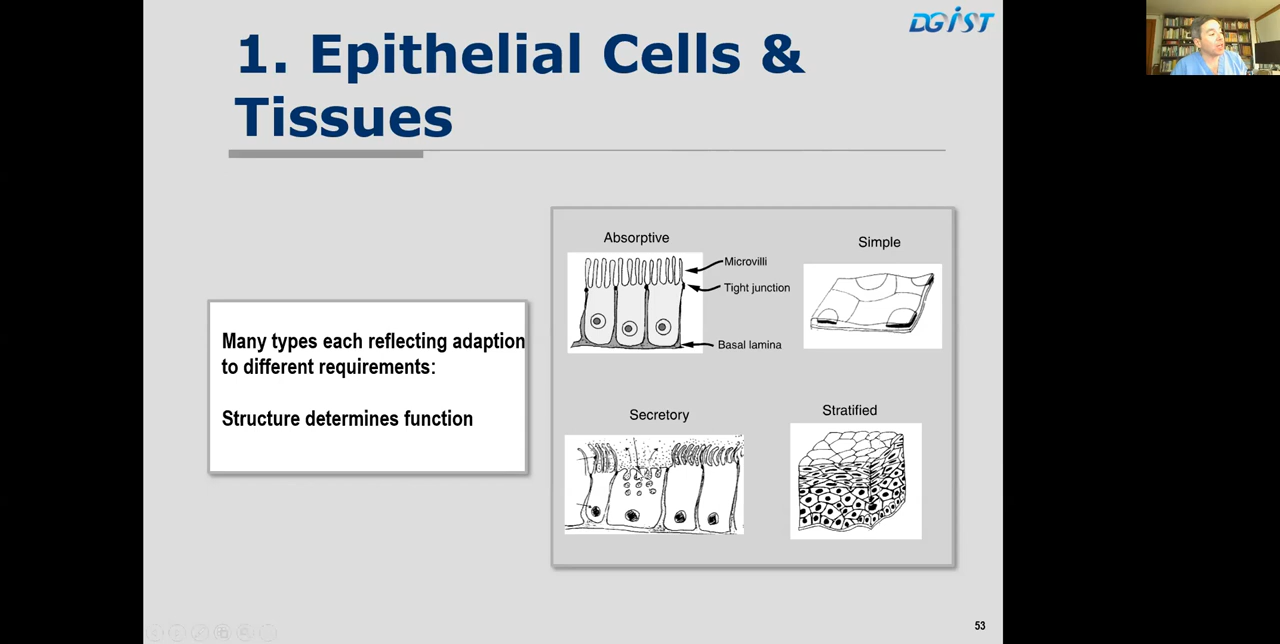 DGIST
1. Epithelial Cells &
Tissues
Many types each reflecting adaption
to different requirements:
Structure determines function
Absorptive
Microvilli
Tight junction
Basal lamina
Simple
Secretory
Stratified
53